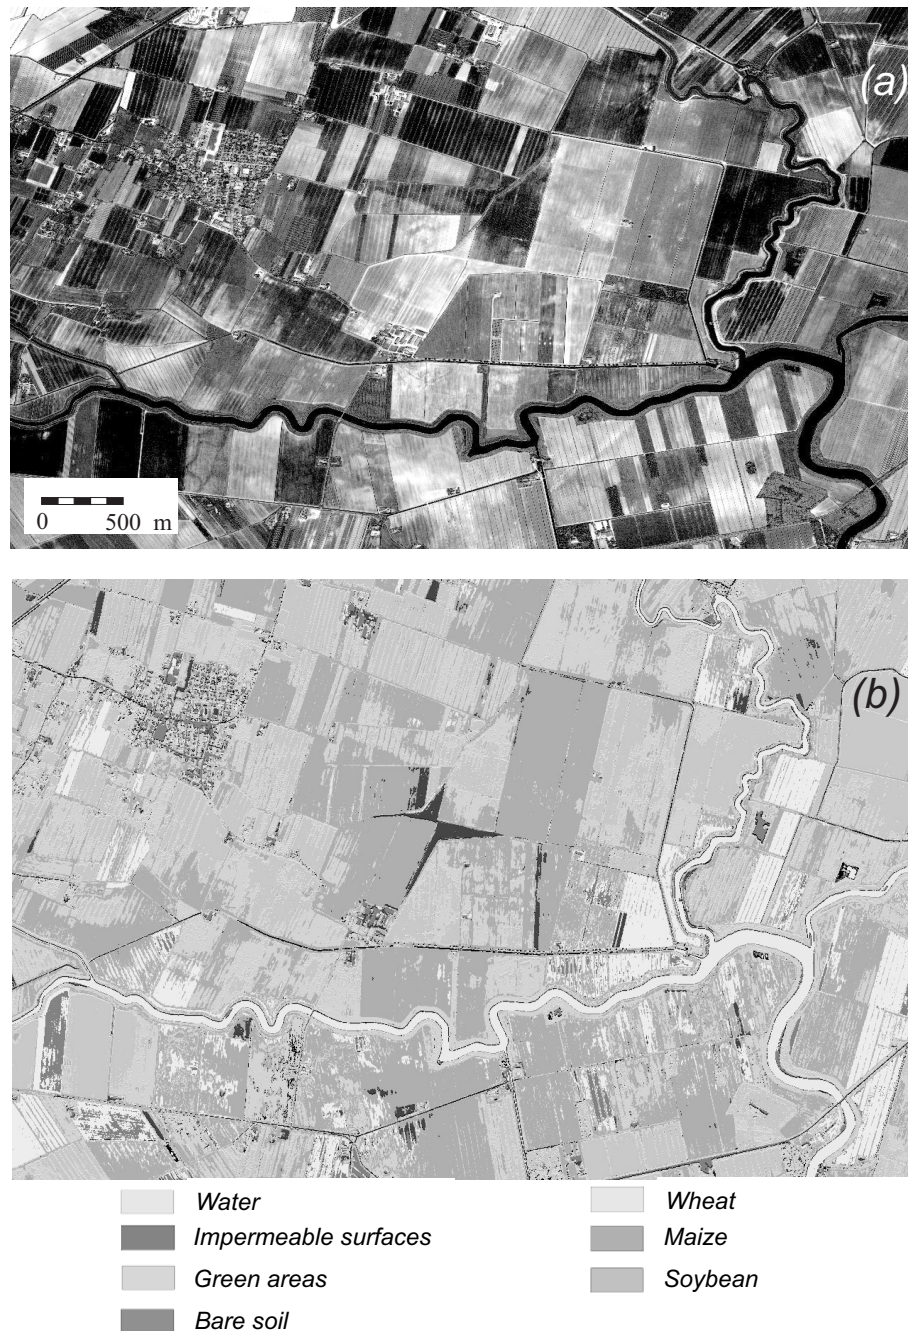 (a)
0 500 m
(b)
Water
Impermeable surfaces
Green areas
Bare soil
Wheat
Maize
Soybean